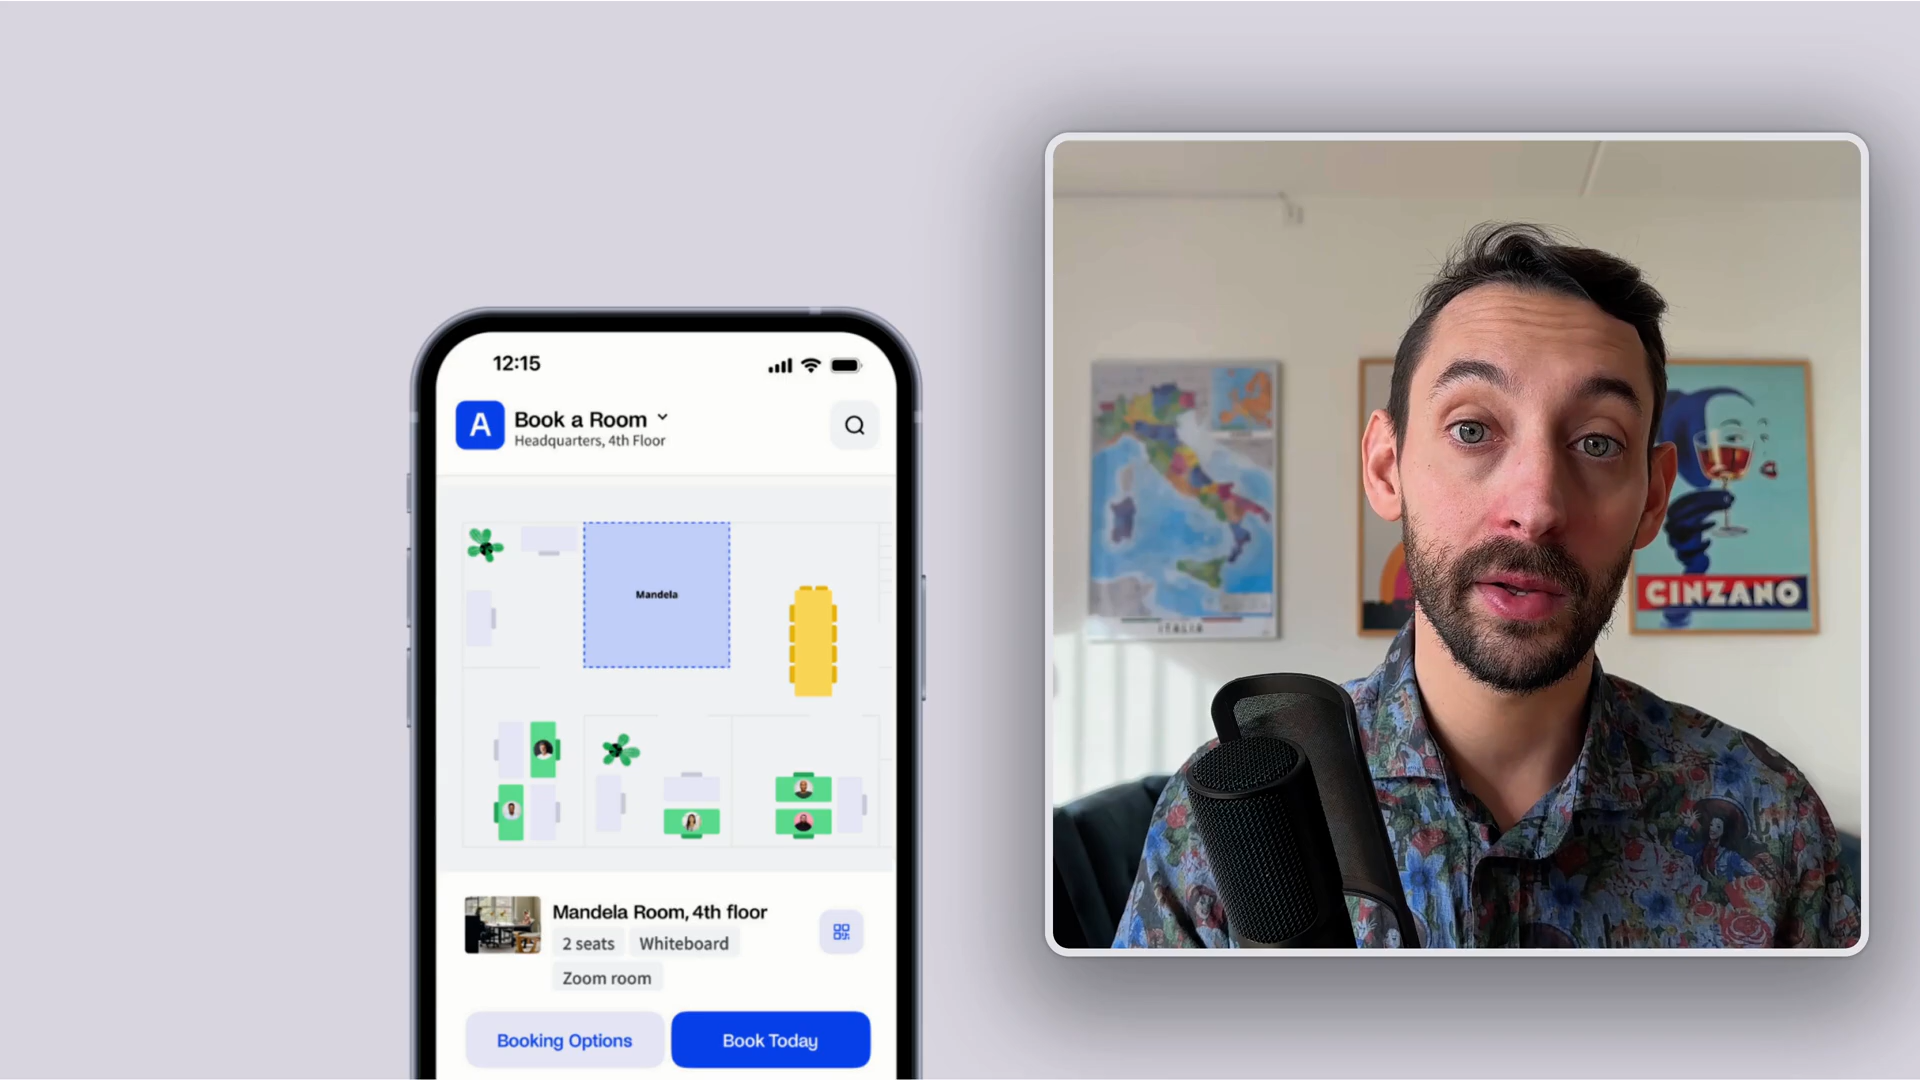 12:15
A
Book a Room
Headquarters, 4th Floor
Mandela
Mandela Room, 4th floor
2 seats
Whiteboard
Zoom room
Booking Options
Book Today
ITALIA
CINZANO